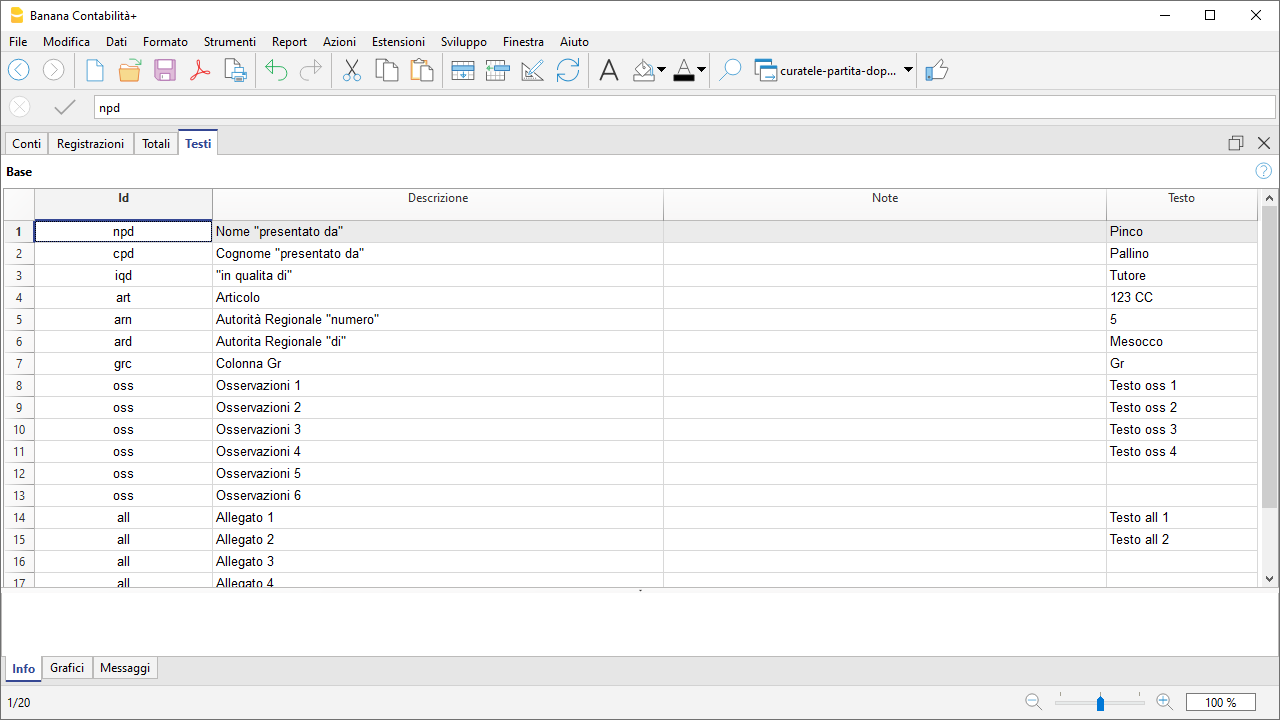 Banana Contabilità+
File Modifica Dati Formato Strumenti Report Azioni Estensioni Sviluppo Finestra Aiuto
curatele-partita-dop...
npd
Conti Registrazioni Totali Testi
Base
Id Descrizione Note Testo
1 npd Nome "presentato da" Pinco
2 cpd Cognome "presentato da" Pallino
3 iqd "in qualita di" Tutore
4 art Articolo 123 CC
5 arn Autorità Regionale "numero" 5
6 ard Autorita Regionale "di" Mesocco
7 grc Colonna Gr Gr
8 oss Osservazioni 1 Testo oss 1
9 oss Osservazioni 2 Testo oss 2
10 oss Osservazioni 3 Testo oss 3
11 oss Osservazioni 4 Testo oss 4
12 oss Osservazioni 5
13 oss Osservazioni 6
14 all Allegato 1 Testo all 1
15 all Allegato 2 Testo all 2
16 all Allegato 3
17 all Allegato 4
Info Grafici Messaggi
1/20 100 %